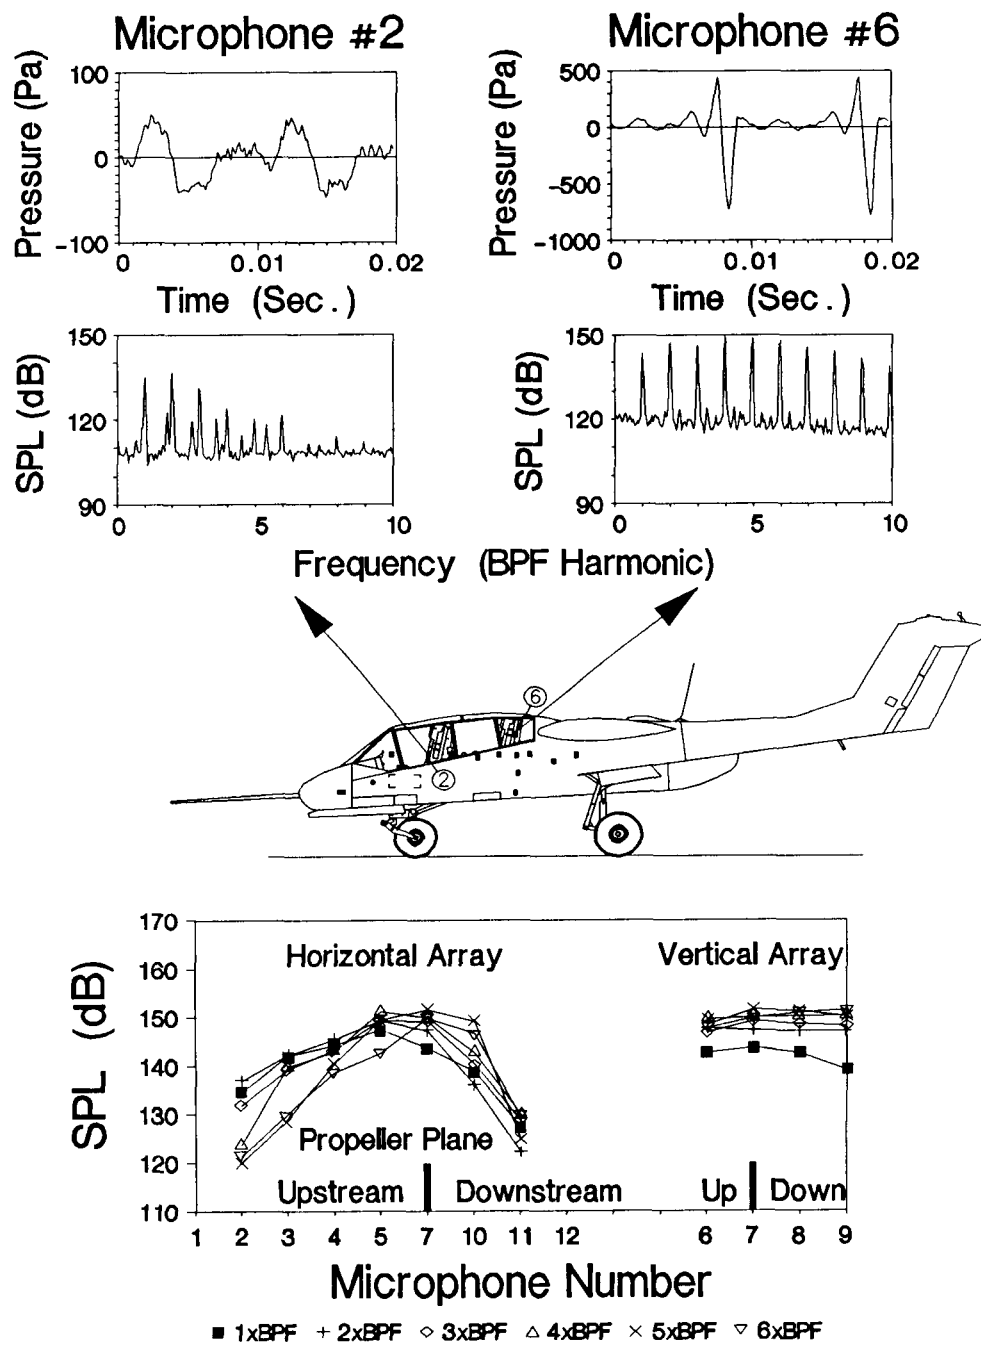 Microphone #2
Microphone #6
Pressure (Pa)
100
0
-100
0 0.01 0.02
Time (Sec.)
Pressure (Pa)
500
0
-500
-1000
0 0.01 0.02
Time (Sec.)
SPL (dB)
150
120
90
0 5 10
SPL (dB)
150
120
90
0 5 10
Frequency (BPF Harmonic)
6
2
SPL (dB)
170
160
150
140
130
120
110
Horizontal Array
Vertical Array
Propeller Plane
Upstream
Downstream
Up
Down
1 2 3 4 5 7 10 11 12 6 7 8 9
Microphone Number
1xBPF 2xBPF 3xBPF 4xBPF 5xBPF 6xBPF